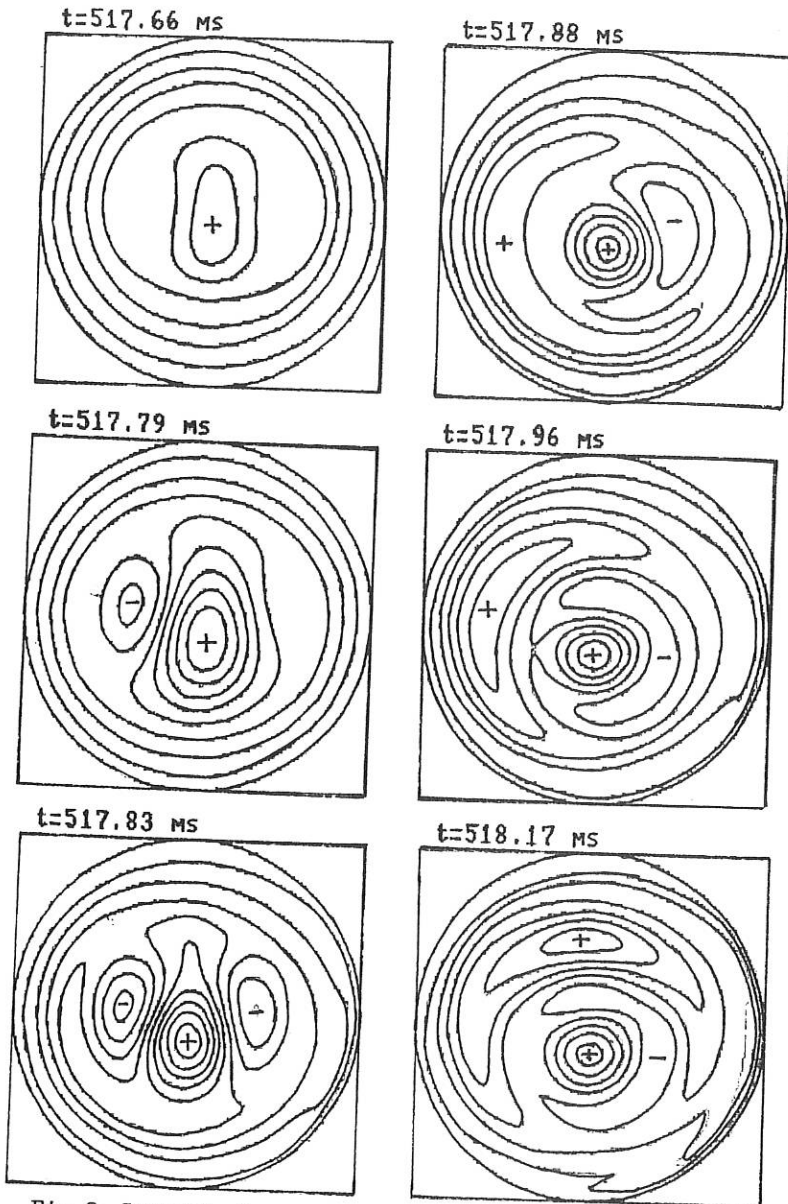 t=517.66 MS
+
t=517.88 MS
+
+
-
t=517.79 MS
-
+
t=517.96 MS
+
+
-
t=517.83 MS
-
+
-
t=518.17 MS
+
+
-